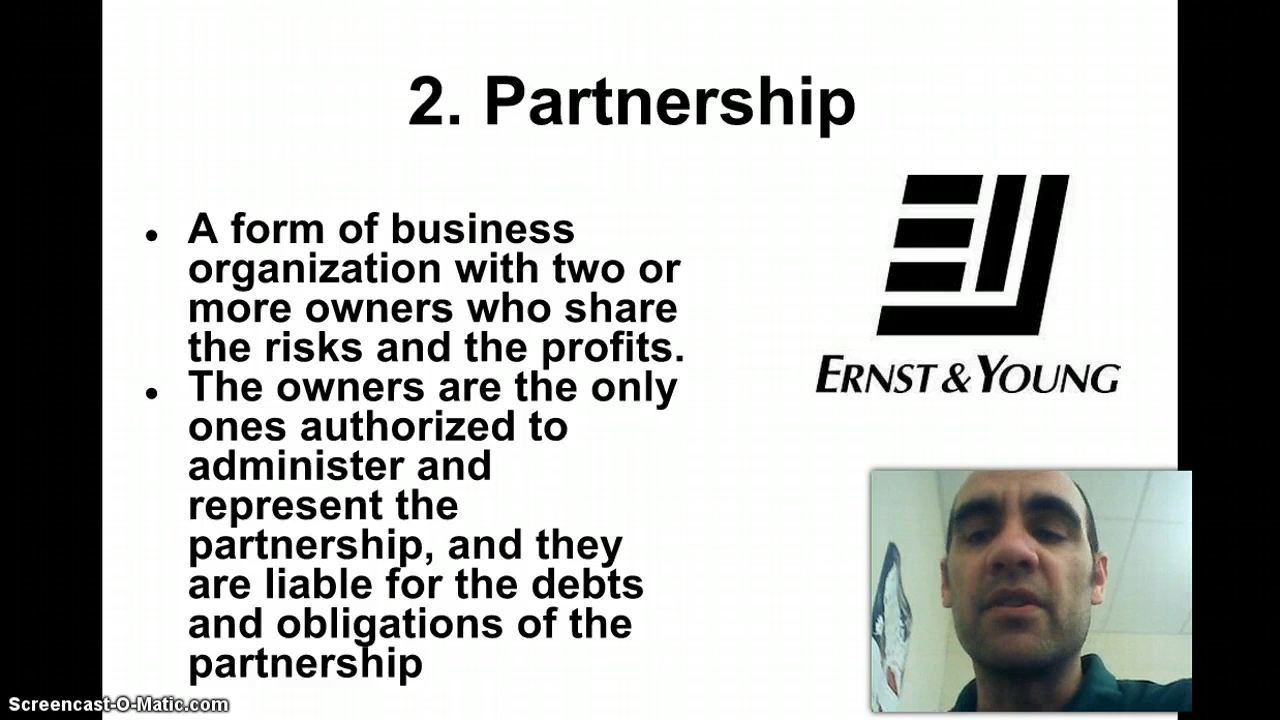 2. Partnership
A form of business
organization with two or
more owners who share
the risks and the profits.
The owners are the only
ones authorized to
administer and
represent the
partnership, and they
are liable for the debts
and obligations of the
partnership
ERNST & YOUNG
Screencast-O-Matic.com